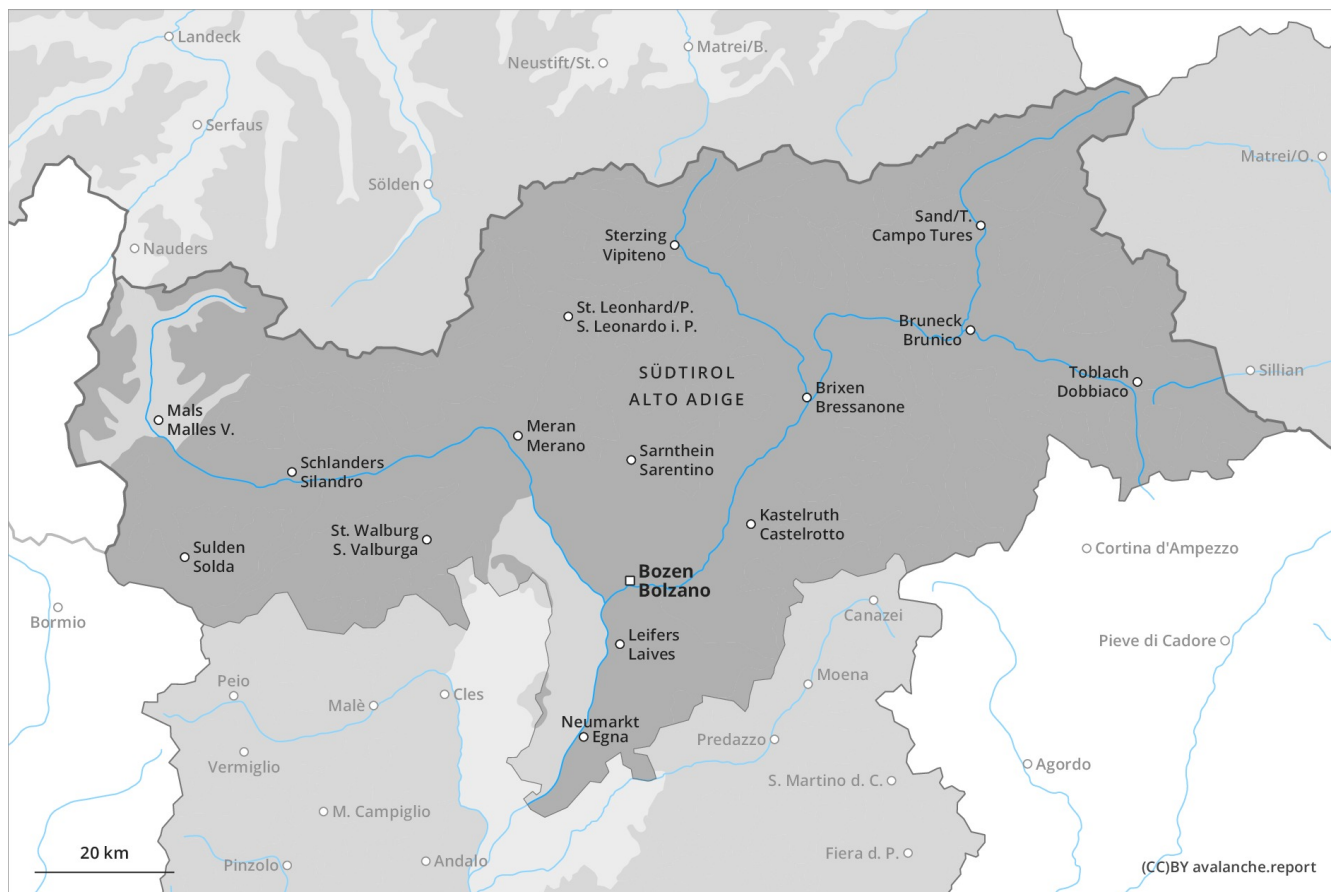 Landeck
Matrei/B.
Neustift/St.
Serfaus
Matrei/O.
Sölden
Nauders
Sand/T.
Campo Tures
Sterzing
Vipiteno
St. Leonhard/P.
S. Leonardo i. P.
Bruneck
Brunico
SÜDTIROL
ALTO ADIGE
Toblach
Dobbiaco
Sillian
Brixen
Bressanone
Mals
Malles V.
Meran
Merano
Sarnthein
Sarentino
Schlanders
Silandro
Kastelruth
Castelrotto
St. Walburg
S. Valburga
Sulden
Solda
Cortina d'Ampezzo
Bozen
Bolzano
Bormio
Canazei
Leifers
Laives
Pieve di Cadore
Peio
Malè
Cles
Moena
Neumarkt
Egna
Predazzo
Vermiglio
Agordo
S. Martino d. C.
M. Campiglio
20 km
Pinzolo
Andalo
Fiera d. P.
(CC)BY avalanche.report